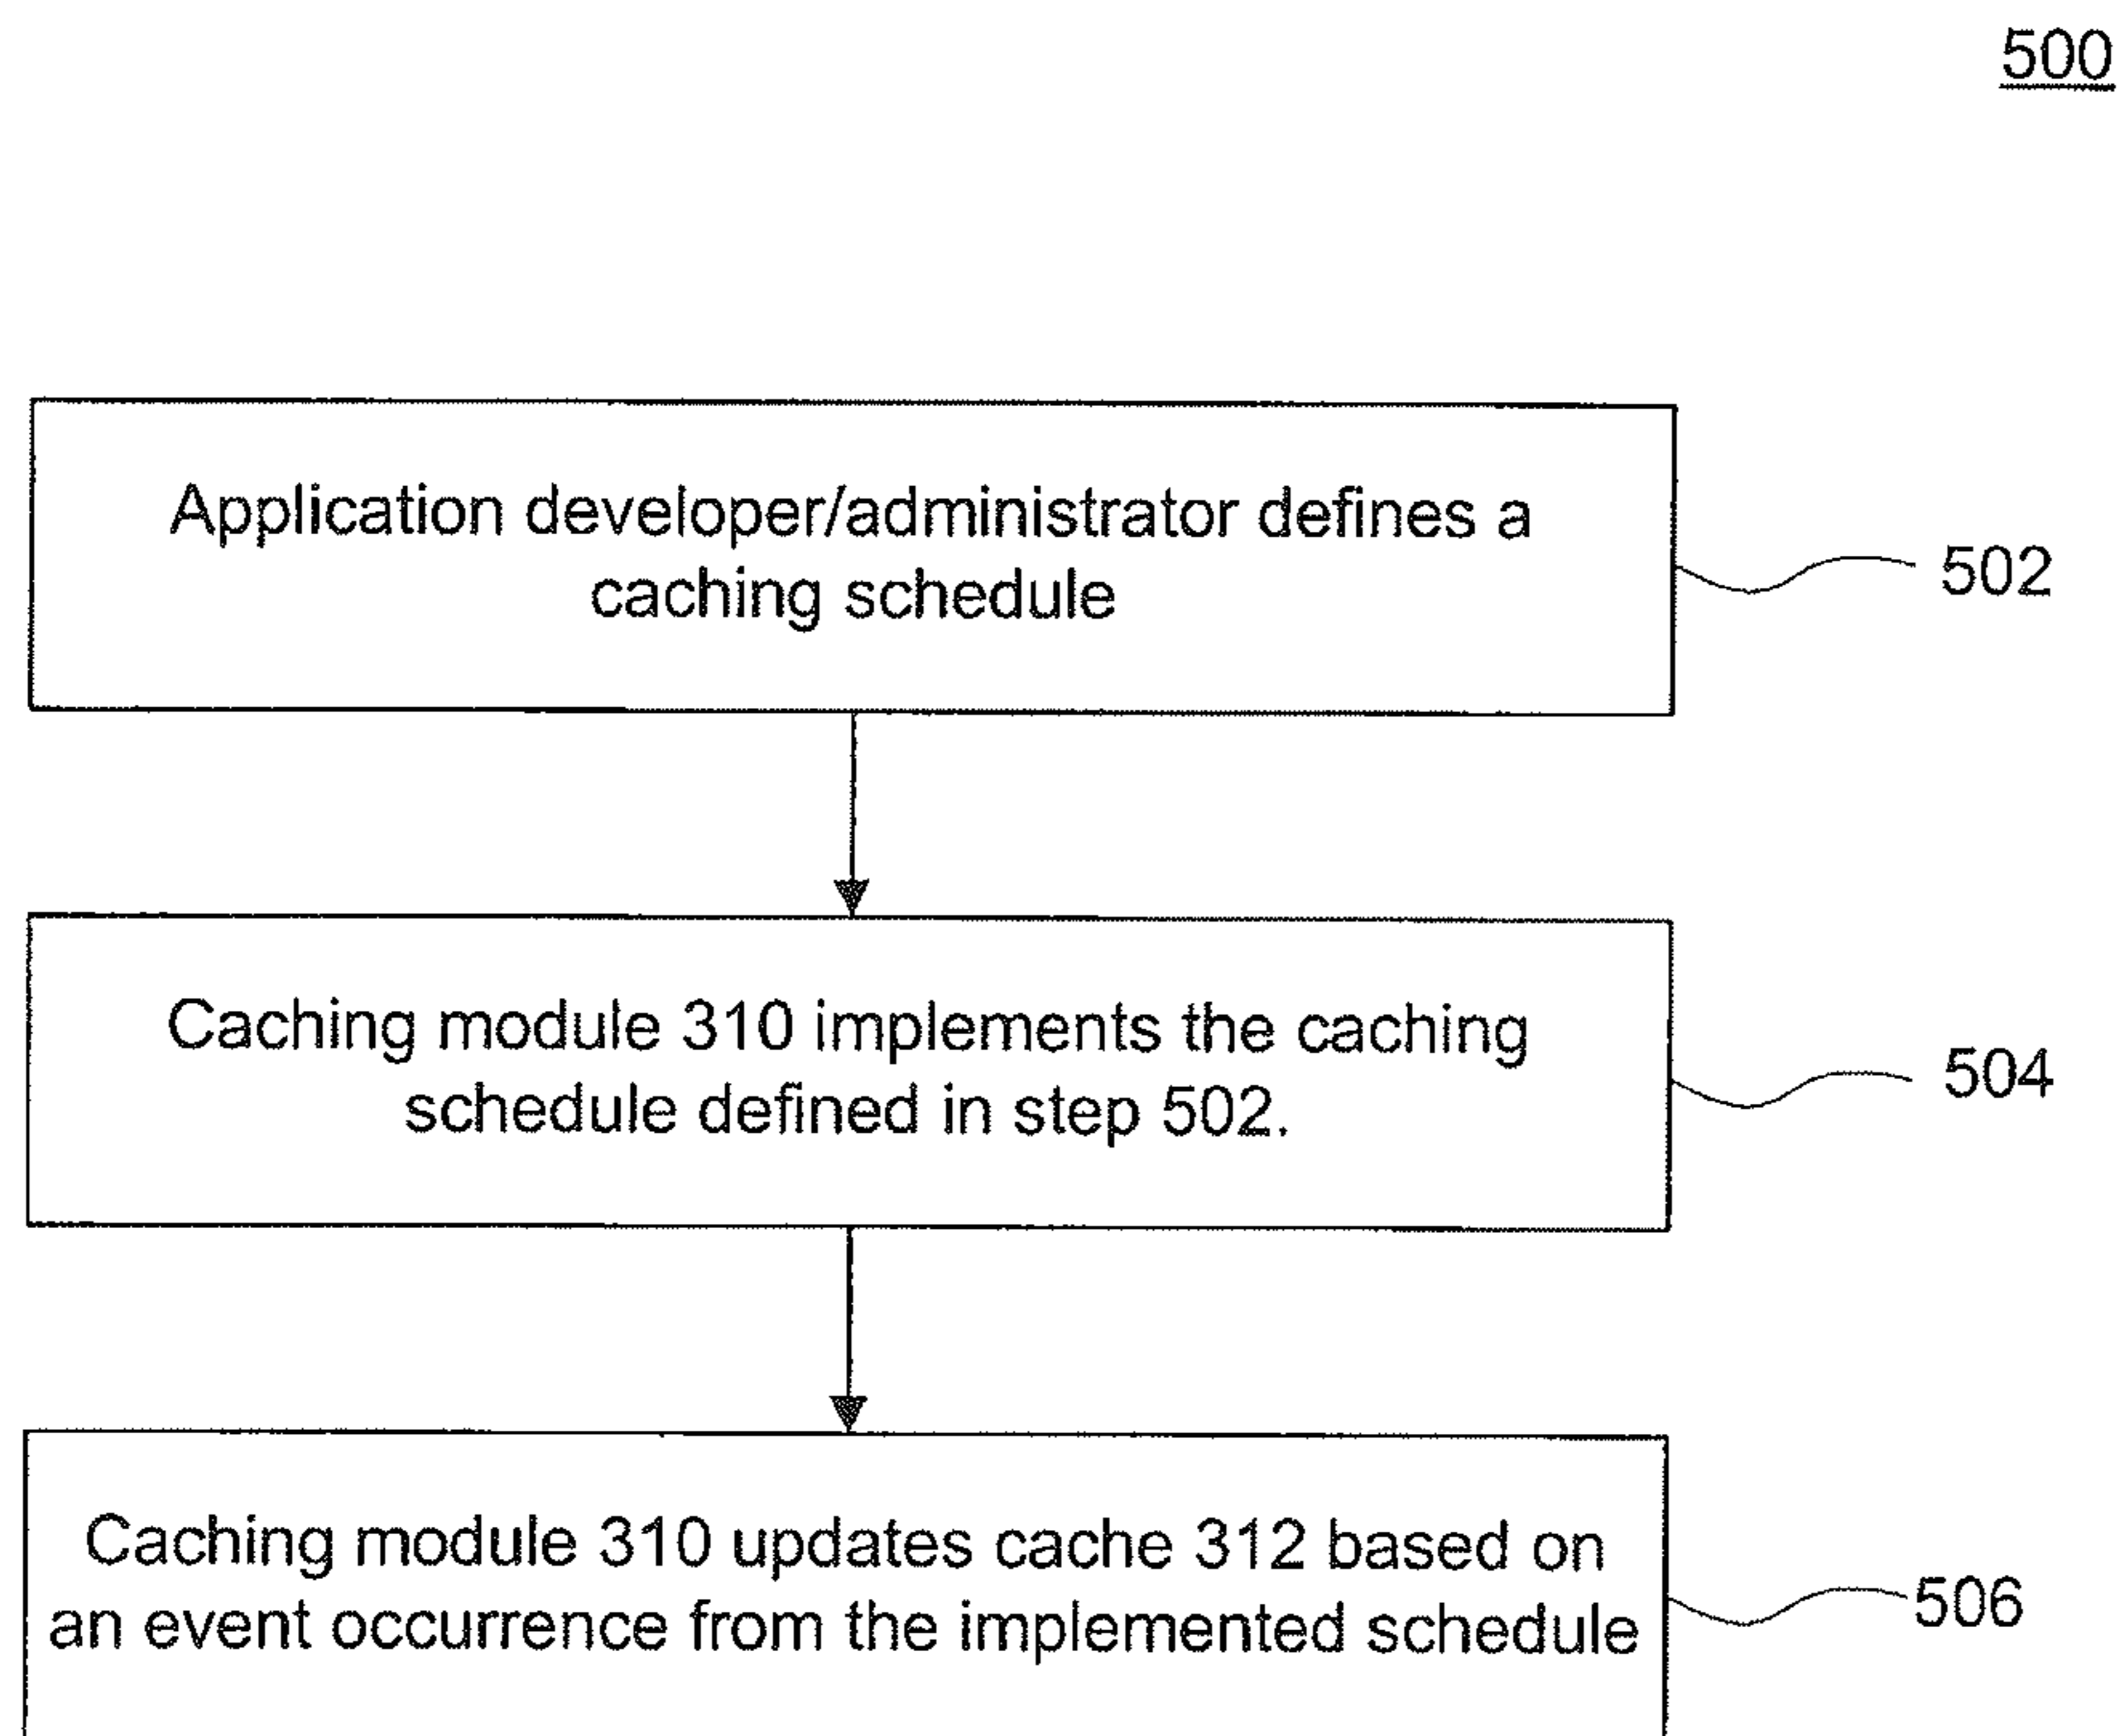 500
Application developer/administrator defines a
caching schedule
502
Caching module 310 implements the caching
schedule defined in step 502.
504
Caching module 310 updates cache 312 based on
an event occurrence from the implemented schedule
506